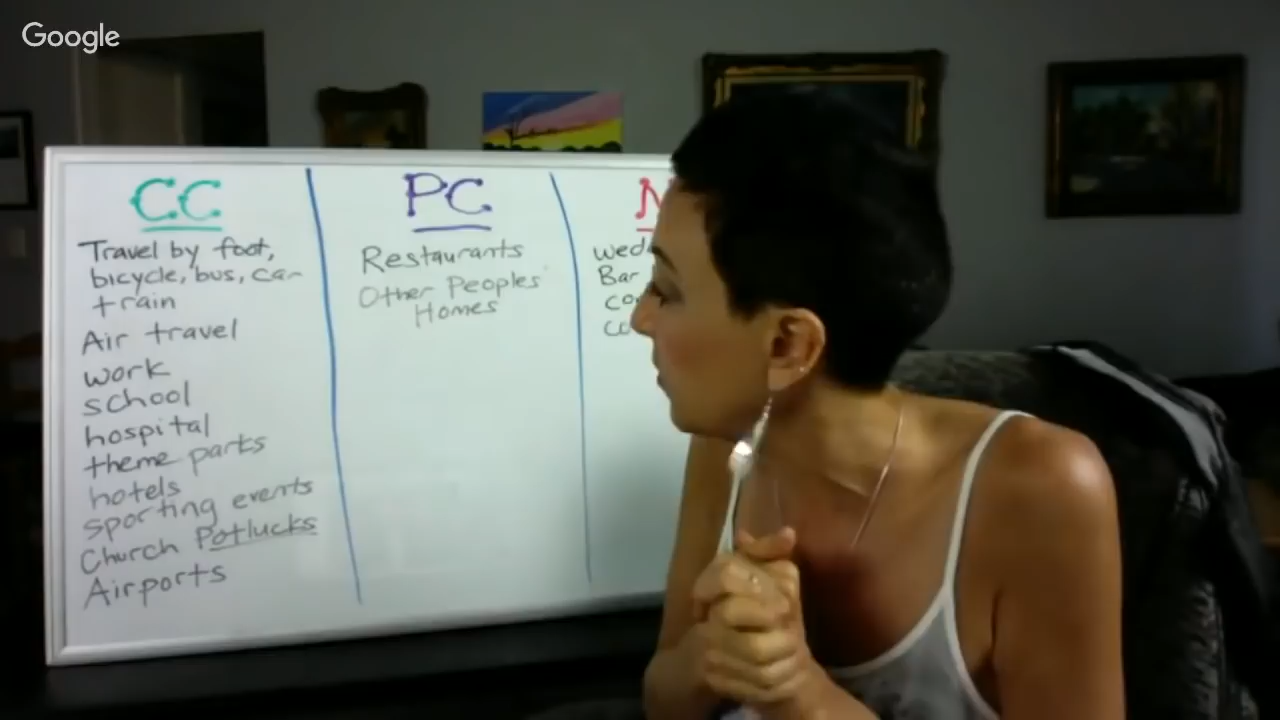 Google
CC
Travel by foot,
bicycle, bus, car
train
Air travel
work
school
hospital
theme parks
hotels
sporting events
Church Potlucks
Airports
PC
Restaurants
Other Peoples'
Homes
Bar